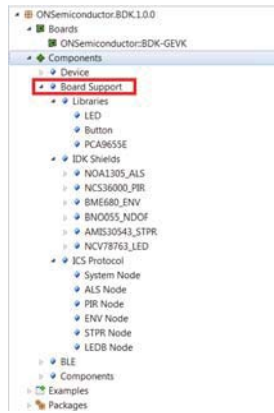 ONSemiconductor.BDK.1.0.0
Boards
ONSemiconductor::BDK-GEVK
Components
Device
Board Support
Libraries
LED
Button
PCA9655E
IDK Shields
NOA1305_ALS
NCS36000_PIR
BME680_ENV
BNO055_NDOF
AMIS30543_STPR
NCV78763_LED
ICS Protocol
System Node
ALS Node
PIR Node
ENV Node
STPR Node
LEDB Node
BLE
Components
Examples
Packages